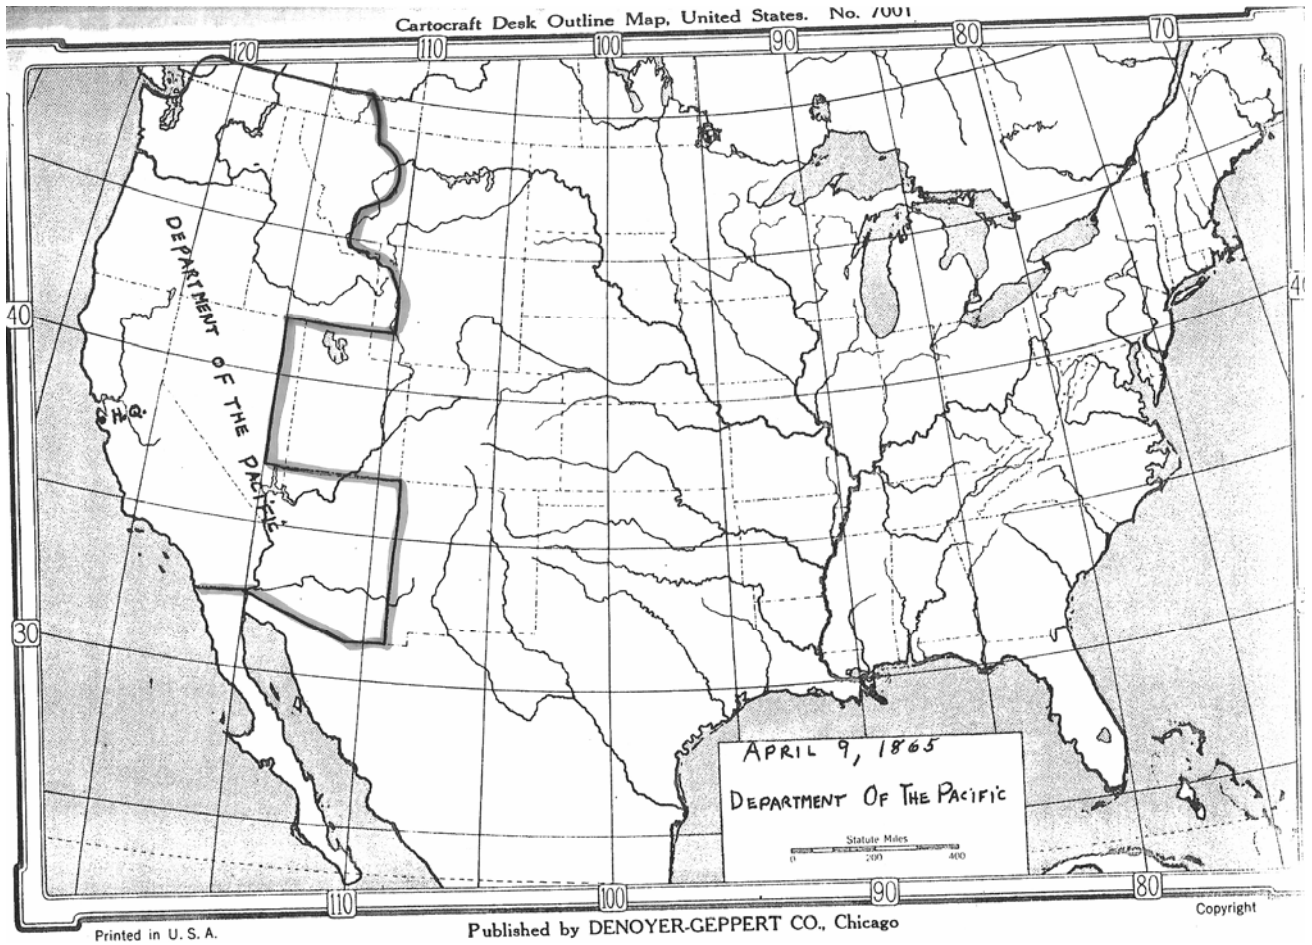 Cartocraft Desk Outline Map, United States. No. 7001
120
110
100
90
80
70
40
40
30
DEPARTMENT OF THE PACIFIC
H.Q.
APRIL 9, 1865
DEPARTMENT OF THE PACIFIC
Statute Miles
0 200 400
110
100
90
80
Printed in U. S. A.
Published by DENOYER-GEPPERT CO., Chicago
Copyright